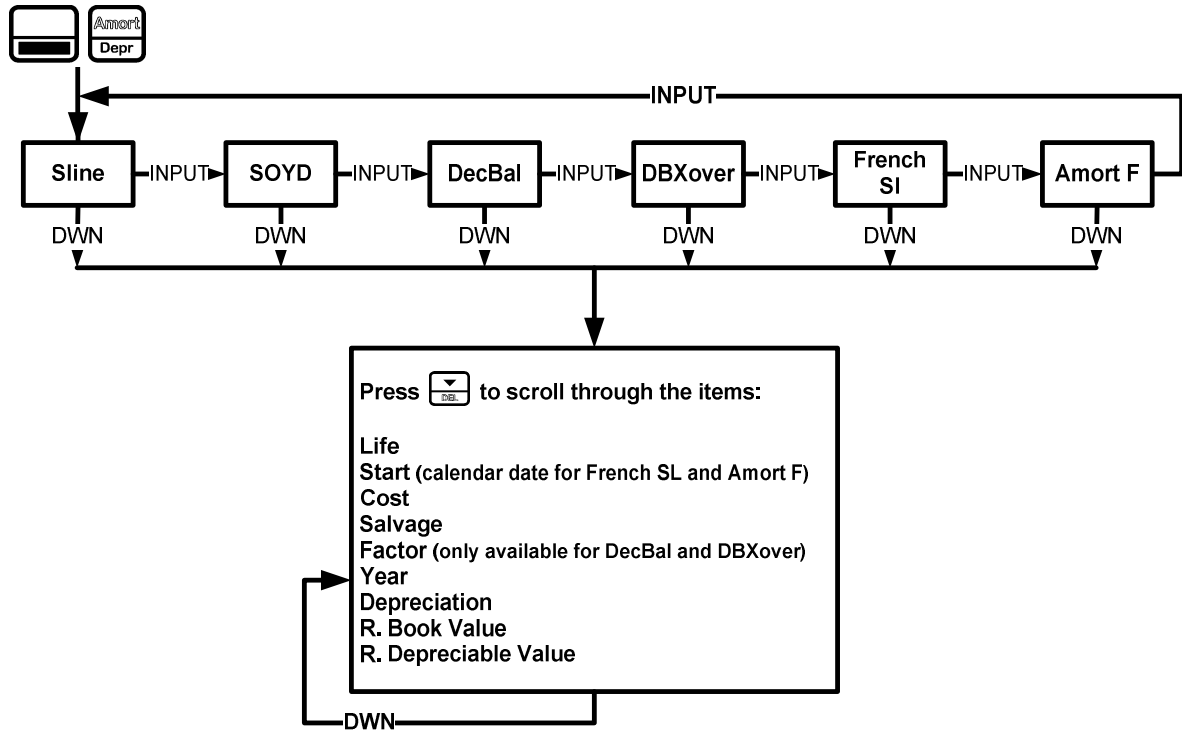 Amort
Depr
INPUT
Sline
INPUT
SOYD
INPUT
DecBal
INPUT
DBXover
INPUT
French
SI
INPUT
Amort F
DWN
DWN
DWN
DWN
DWN
DWN
Press DEL to scroll through the items:
Life
Start (calendar date for French SL and Amort F)
Cost
Salvage
Factor (only available for DecBal and DBXover)
Year
Depreciation
R. Book Value
R. Depreciable Value
DWN